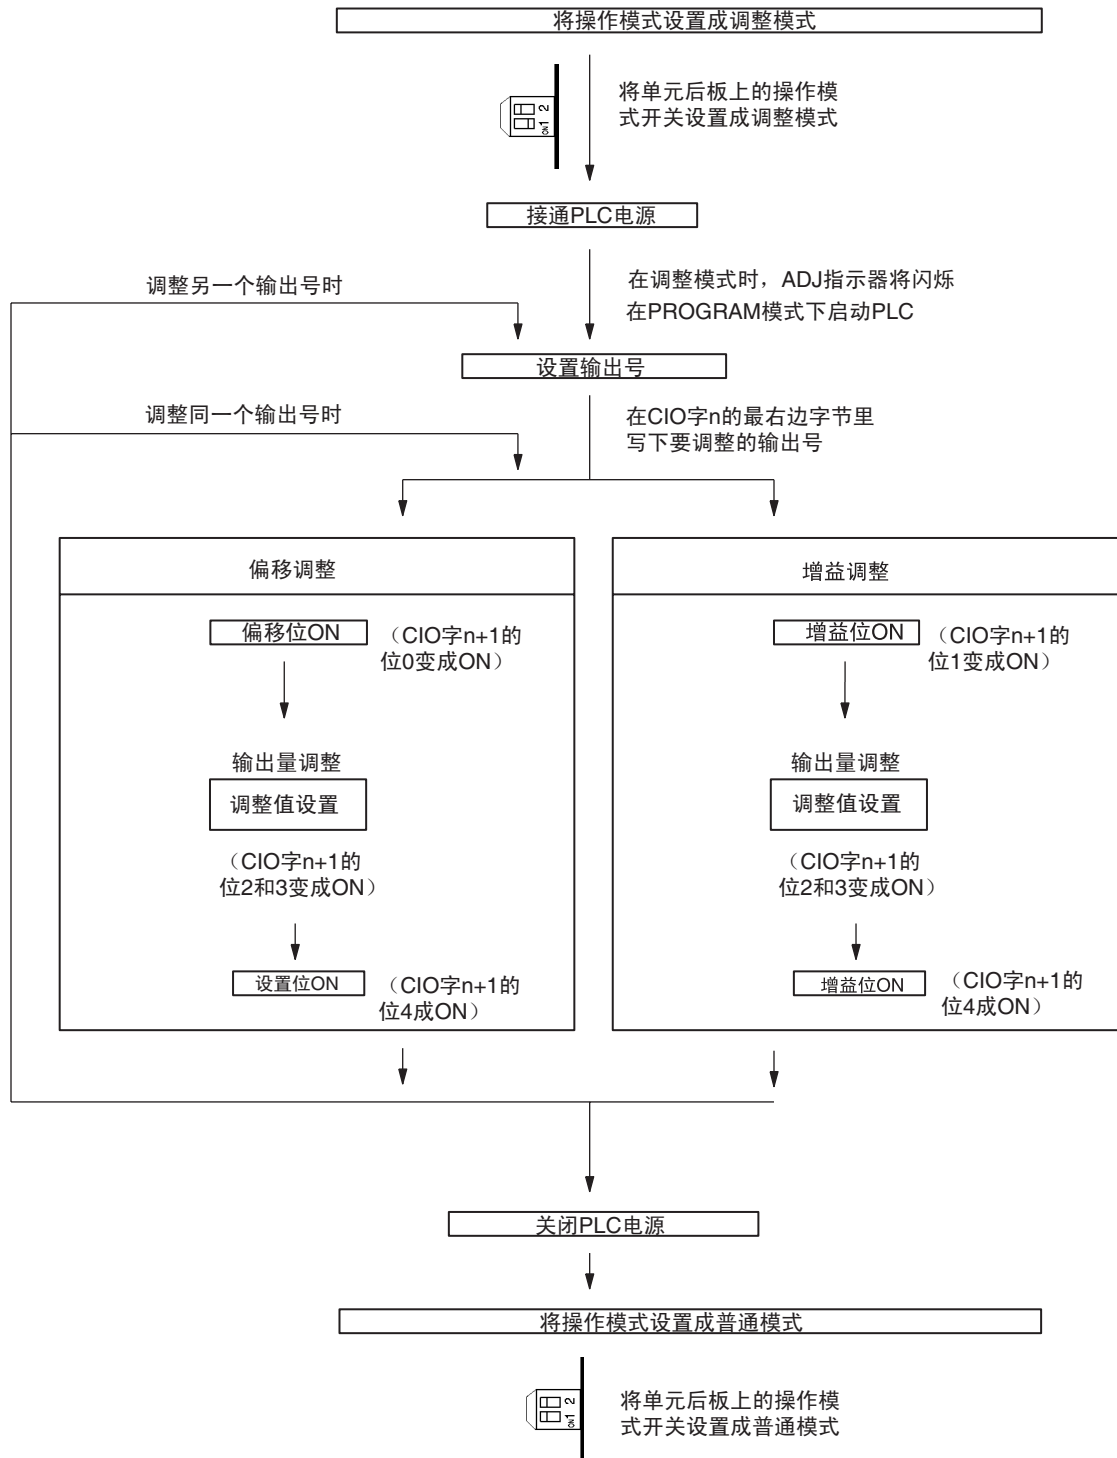 将操作模式设置成调整模式
ON1 2
将单元后板上的操作模
式开关设置成调整模式
接通PLC电源
调整另一个输出号时
在调整模式时，ADJ指示器将闪烁
在PROGRAM模式下启动PLC
设置输出号
调整同一个输出号时
在CIO字n的最右边字节里
写下要调整的输出号
偏移调整
偏移位ON
（CIO字n+1的
位0变成ON）
输出量调整
调整值设置
（CIO字n+1的
位2和3变成ON）
设置位ON
（CIO字n+1的
位4成ON）
增益调整
增益位ON
（CIO字n+1的
位1变成ON）
输出量调整
调整值设置
（CIO字n+1的
位2和3变成ON）
增益位ON
（CIO字n+1的
位4成ON）
关闭PLC电源
将操作模式设置成普通模式
ON1 2
将单元后板上的操作模
式开关设置成普通模式